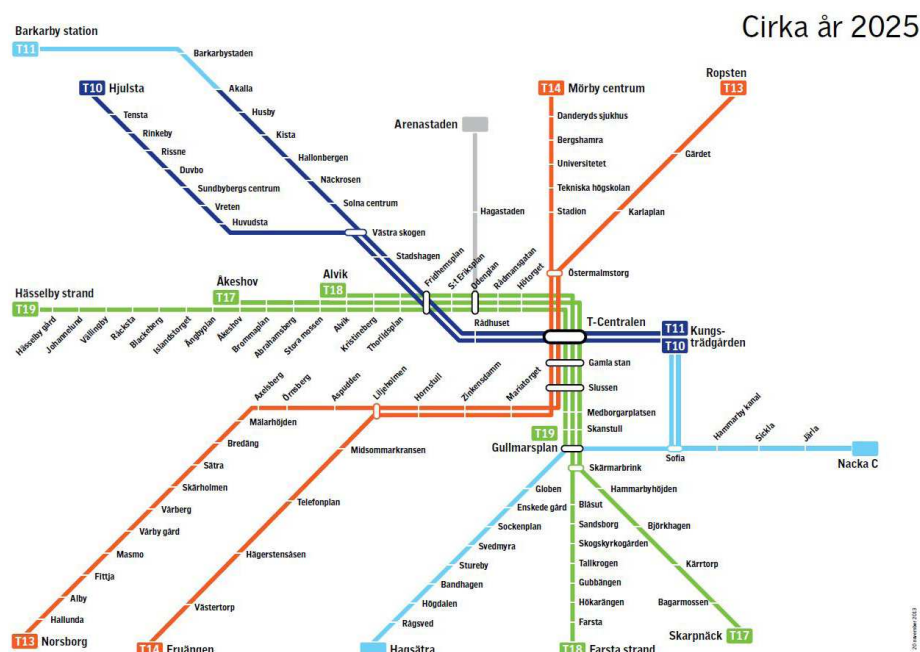 Cirka år 2025
Barkarby station
T11
Barkarbystaden
Akalla
Husby
Kista
Hallonbergen
Näckrosen
Solna centrum
Västra skogen
Stadshagen
T10 Hjulsta
Tensta
Rinkeby
Rissne
Duvbo
Sundbybergs centrum
Vreten
Huvudsta
Arenastaden
Hagastaden
T14 Mörby centrum
Danderyds sjukhus
Bergshamra
Universitetet
Tekniska högskolan
Stadion
Ropsten
T13
Gärdet
Karlaplan
Östermalmstorg
Hässelby strand
T19
Hässelby gård
Johannelund
Vällingby
Råcksta
Blackeberg
Islandstorget
Ängbyplan
Åkeshov
T17
Åkeshov
Brommaplan
Abrahamsberg
Stora mossen
Alvik
T18
Alvik
Kristineberg
Thorildsplan
Fridhemsplan
S:t Eriksplan
Odenplan
Rådmansgatan
Hötorget
Rådhuset
T-Centralen
T11
T10
Kungs-
trädgården
Gamla stan
Slussen
Medborgarplatsen
Skanstull
T19
Gullmarsplan
Skärmarbrink
Axelsberg
Örnsberg
Aspudden
Liljeholmen
Hornstull
Zinkensdamm
Mariatorget
Mälarhöjden
Bredäng
Sätra
Skärholmen
Vårberg
Vårby gård
Masmo
Fittja
Alby
Hallunda
T13 Norsborg
Midsommarkransen
Telefonplan
Hägerstensåsen
Västertorp
T14 Fruängen
Globen
Enskede gård
Sockenplan
Svedmyra
Stureby
Bandhagen
Högdalen
Rågsved
Hagsätra
Sofia
Hammarby kanal
Sickla
Järla
Nacka C
Hammarbyhöjden
Björkhagen
Kärrtorp
Bagarmossen
Skarpnäck T17
Blåsut
Sandsborg
Skogskyrkogården
Tallkrogen
Gubbängen
Hökarängen
Farsta
T18 Farsta strand